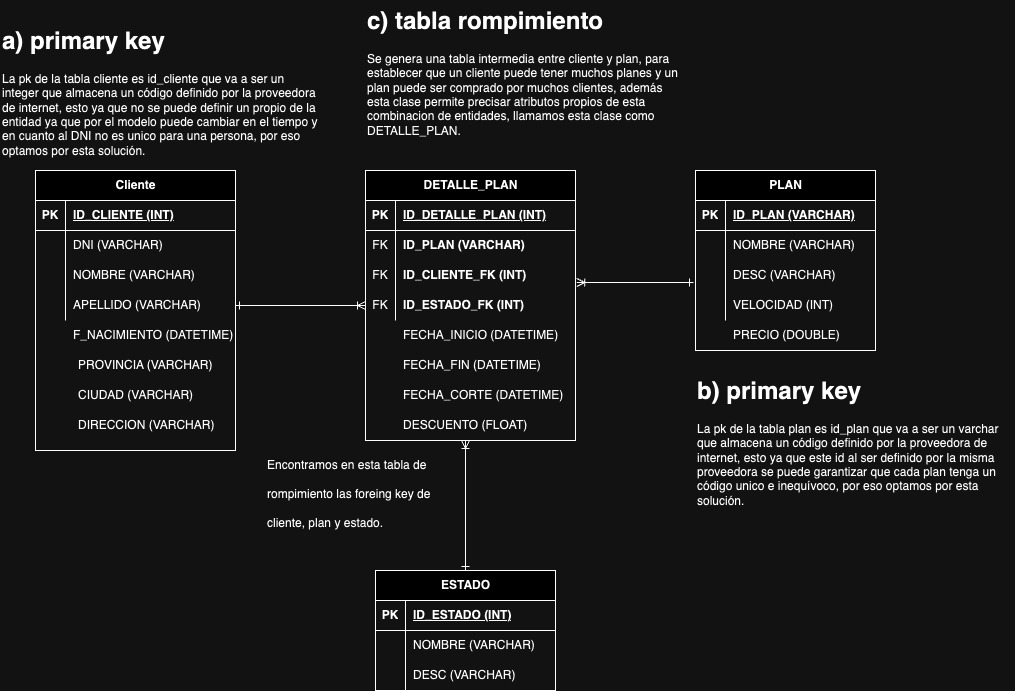 a) primary key
La pk de la tabla cliente es id_cliente que va a ser un
integer que almacena un código definido por la proveedora
de internet, esto ya que no se puede definir un propio de la
entidad ya que por el modelo puede cambiar en el tiempo y
en cuanto al DNI no es unico para una persona, por eso
optamos por esta solución.
c) tabla rompimiento
Se genera una tabla intermedia entre cliente y plan, para
establecer que un cliente puede tener muchos planes y un
plan puede ser comprado por muchos clientes, además
esta clase permite precisar atributos propios de esta
combinacion de entidades, llamamos esta clase como
DETALLE_PLAN.
Cliente
PK ID_CLIENTE (INT)
DNI (VARCHAR)
NOMBRE (VARCHAR)
APELLIDO (VARCHAR)
F_NACIMIENTO (DATETIME)
PROVINCIA (VARCHAR)
CIUDAD (VARCHAR)
DIRECCION (VARCHAR)
DETALLE_PLAN
PK ID_DETALLE_PLAN (INT)
FK ID_PLAN (VARCHAR)
FK ID_CLIENTE_FK (INT)
FK ID_ESTADO_FK (INT)
FECHA_INICIO (DATETIME)
FECHA_FIN (DATETIME)
FECHA_CORTE (DATETIME)
DESCUENTO (FLOAT)
PLAN
PK ID_PLAN (VARCHAR)
NOMBRE (VARCHAR)
DESC (VARCHAR)
VELOCIDAD (INT)
PRECIO (DOUBLE)
b) primary key
La pk de la tabla plan es id_plan que va a ser un varchar
que almacena un código definido por la proveedora de
internet, esto ya que este id al ser definido por la misma
proveedora se puede garantizar que cada plan tenga un
código unico e inequívoco, por eso optamos por esta
solución.
Encontramos en esta tabla de
rompimiento las foreing key de
cliente, plan y estado.
ESTADO
PK ID_ESTADO (INT)
NOMBRE (VARCHAR)
DESC (VARCHAR)